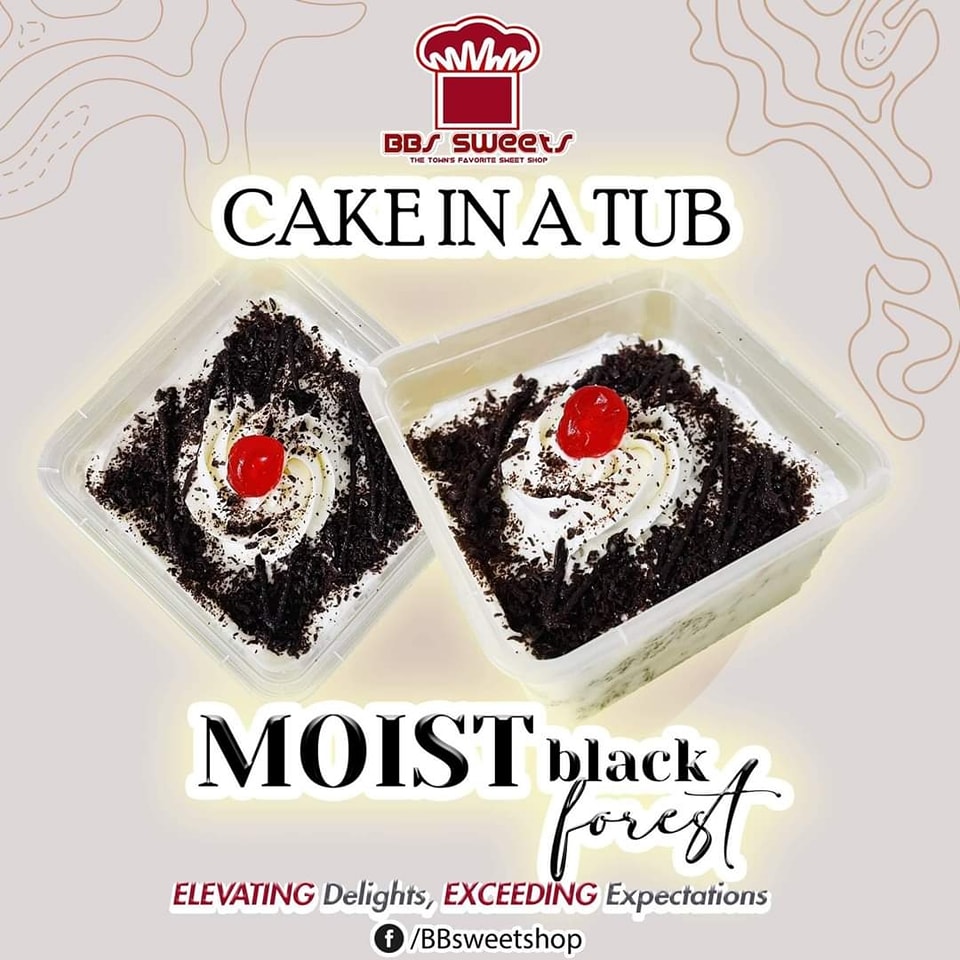 BBS SWEETS
THE TOWN'S FAVORITE SWEET SHOP
CAKE IN A TUB
MOIST black
forest
ELEVATING Delights, EXCEEDING Expectations
f /BBsweetshop